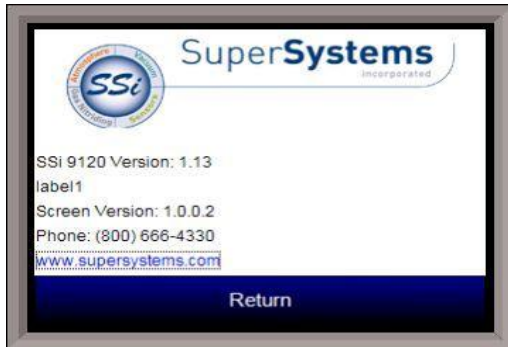 Atmosphere Vacuum
Gas Nitriding Sensors
SSi
SuperSystems
incorporated
SSi 9120 Version: 1.13
label1
Screen Version: 1.0.0.2
Phone: (800) 666-4330
www.supersystems.com
Return